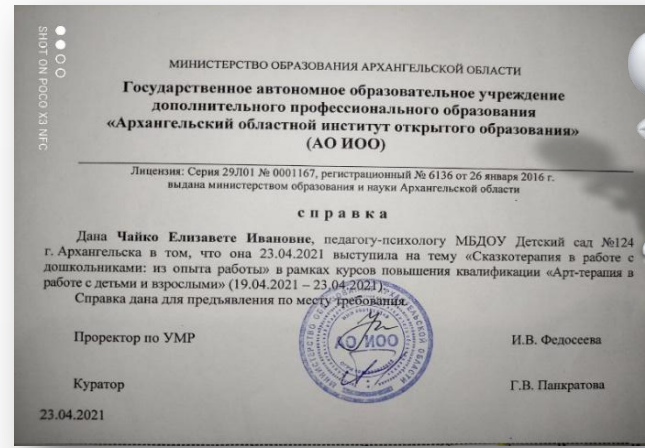 SHOT ON POCO X3 NFC
МИНИСТЕРСТВО ОБРАЗОВАНИЯ АРХАНГЕЛЬСКОЙ ОБЛАСТИ
Государственное автономное образовательное учреждение
дополнительного профессионального образования
«Архангельский областной институт открытого образования»
(АО ИОО)
Лицензия: Серия 29Л01 № 0001167, регистрационный № 6136 от 26 января 2016 г.
выдана министерством образования и науки Архангельской области
справка
Дана Чайко Елизавете Ивановне, педагогу-психологу МБДОУ Детский сад №124
г. Архангельска в том, что она 23.04.2021 выступила на тему «Сказкотерапия в работе с
дошкольниками: из опыта работы» в рамках курсов повышения квалификации «Арт-терапия в
работе с детьми и взрослыми» (19.04.2021 – 23.04.2021).
Справка дана для предъявления по месту требования.
Проректор по УМР
И.В. Федосеева
АО ИОО
Куратор
Г.В. Панкратова
23.04.2021